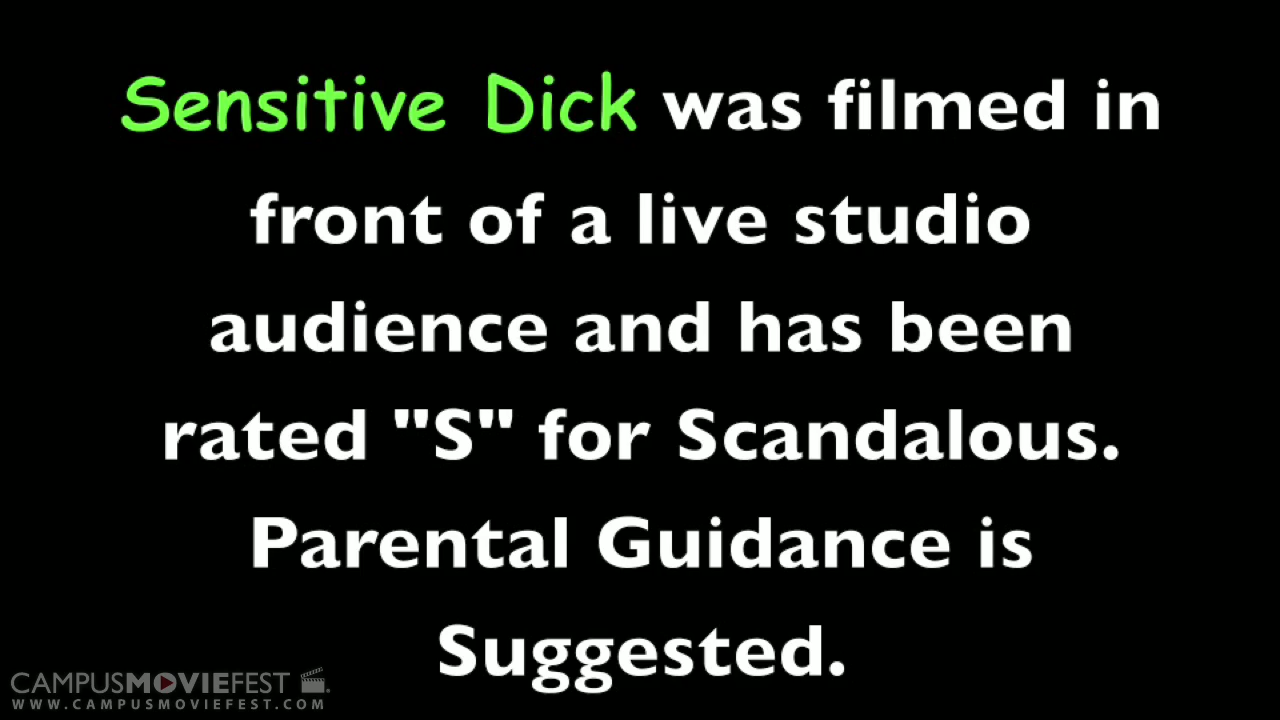 Sensitive Dick was filmed in
front of a live studio
audience and has been
rated "S" for Scandalous.
Parental Guidance is
Suggested.
CAMPUSMOVIEFEST
WWW.CAMPUSMOVIEFEST.COM